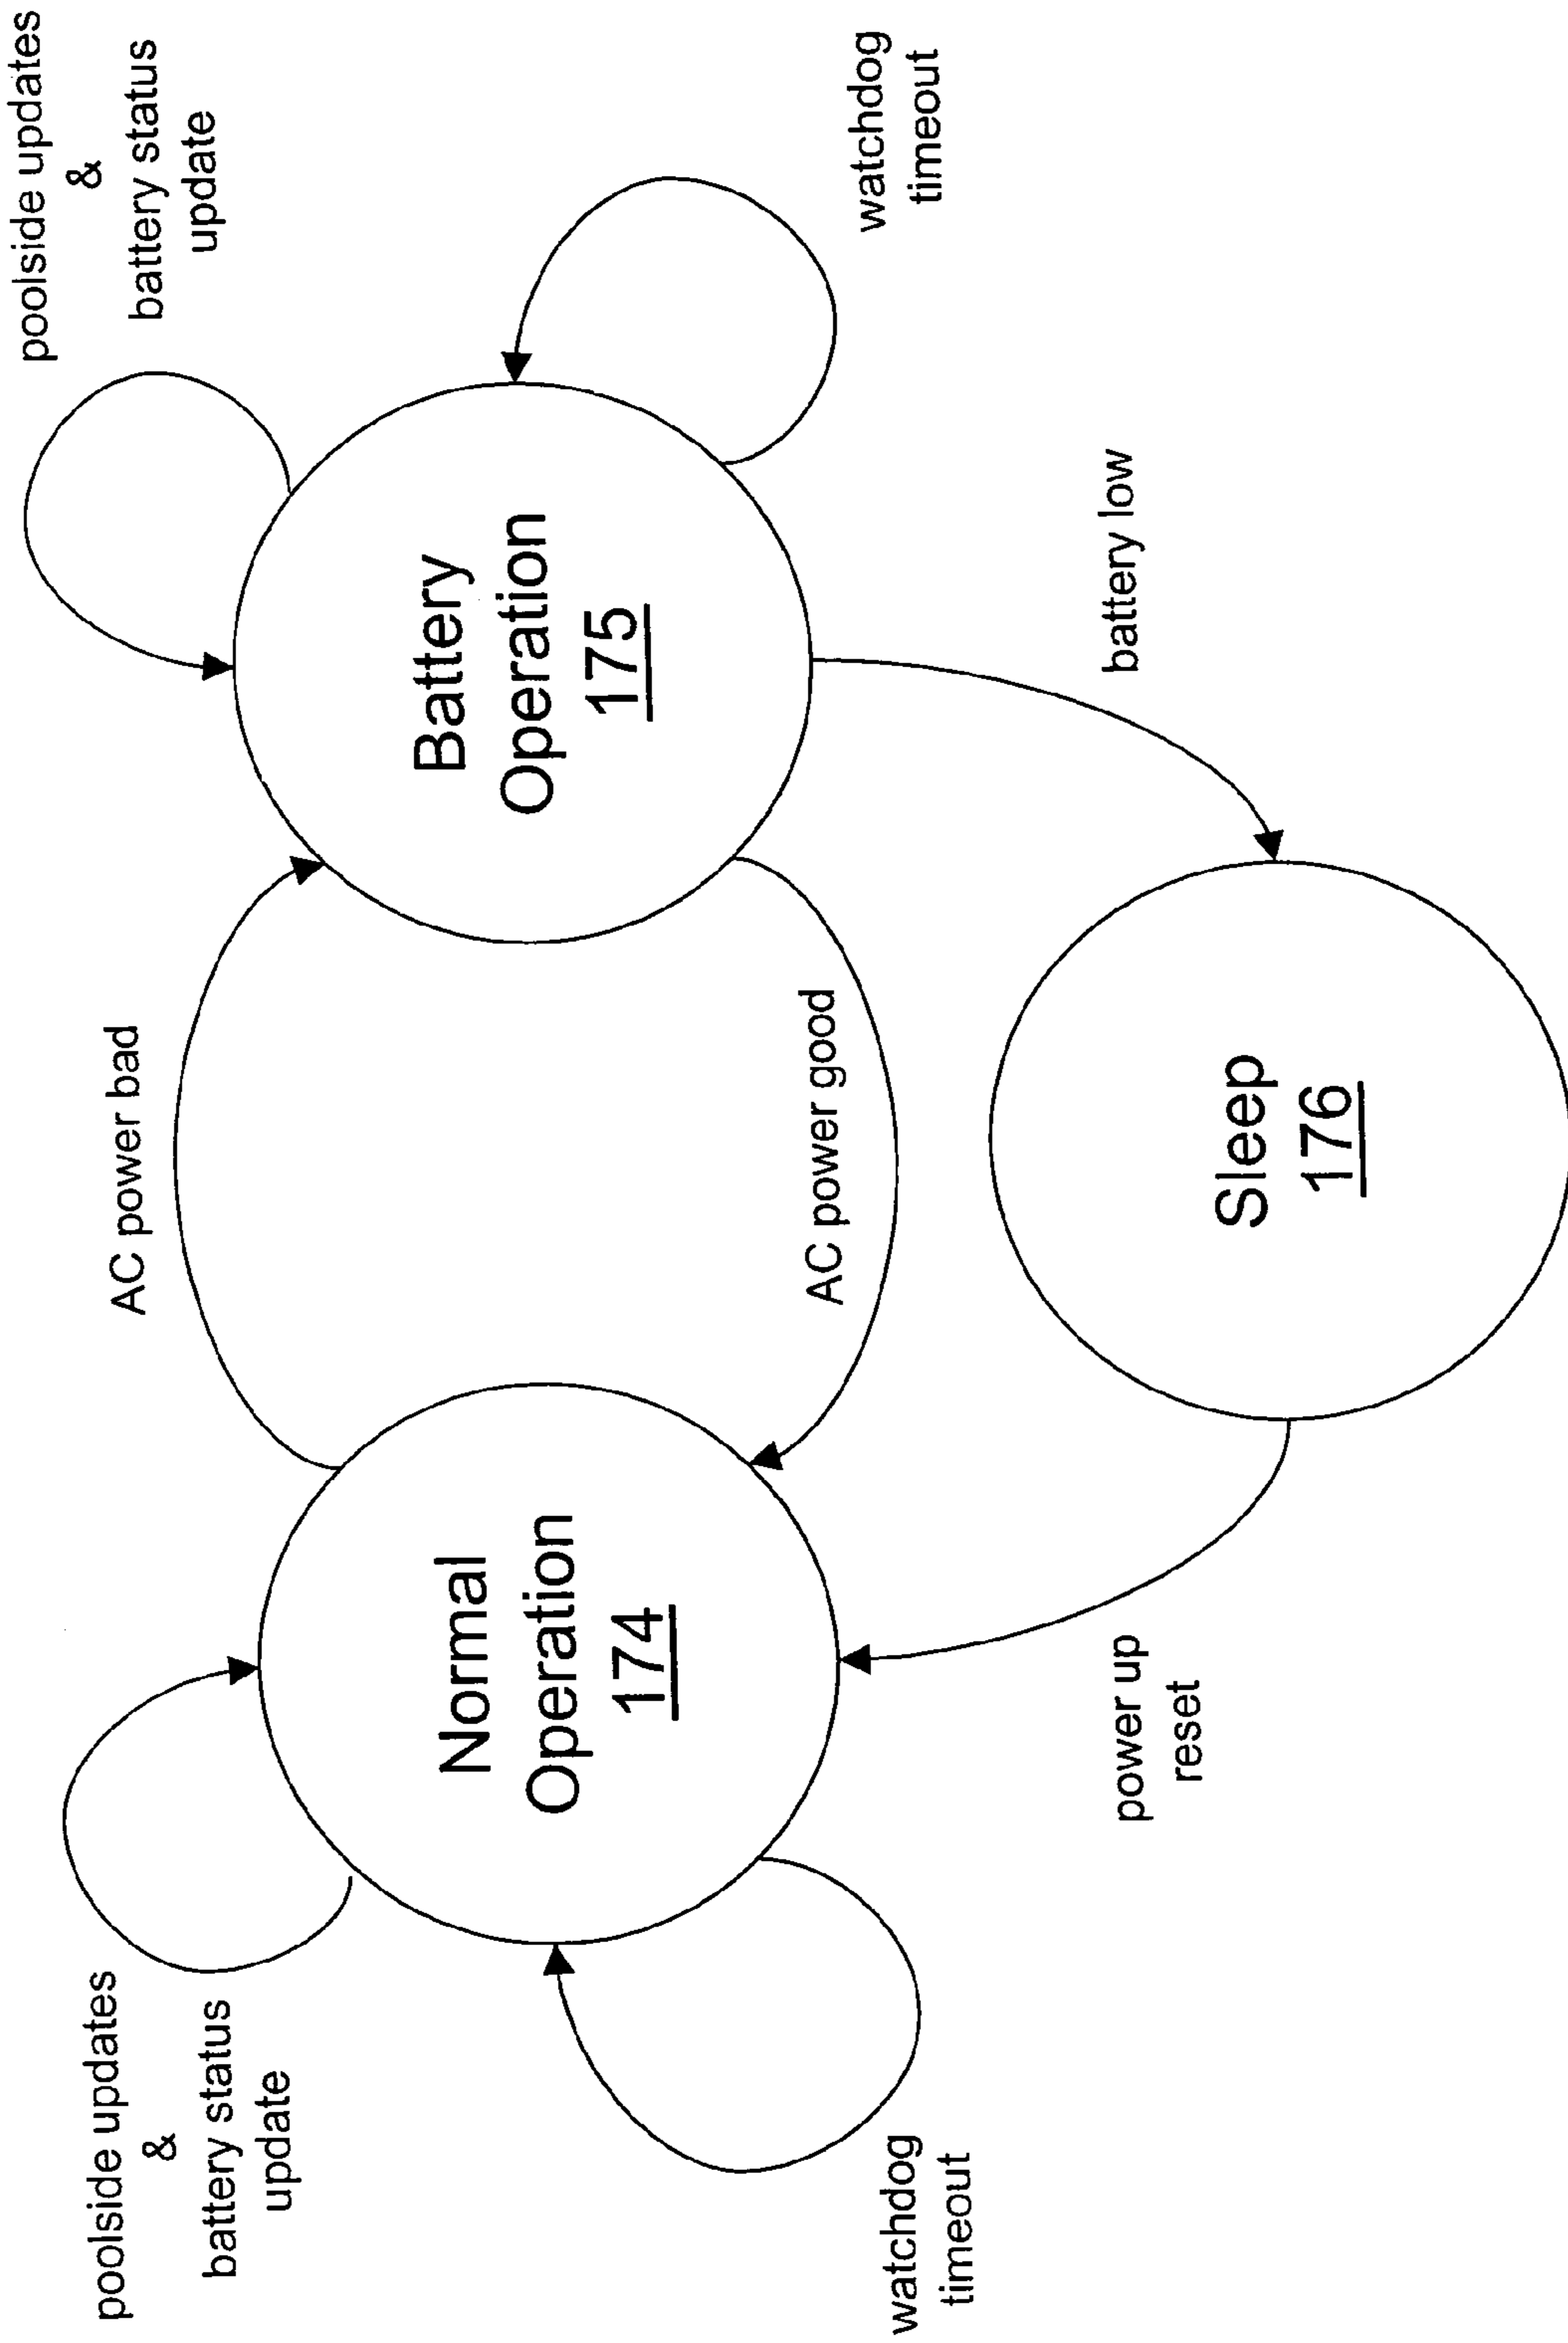 poolside updates
&
battery status
update
AC power bad
poolside updates
&
battery status
update
Normal
Operation
174
Battery
Operation
175
AC power good
watchdog
timeout
watchdog
timeout
power up
reset
Sleep
176
battery low